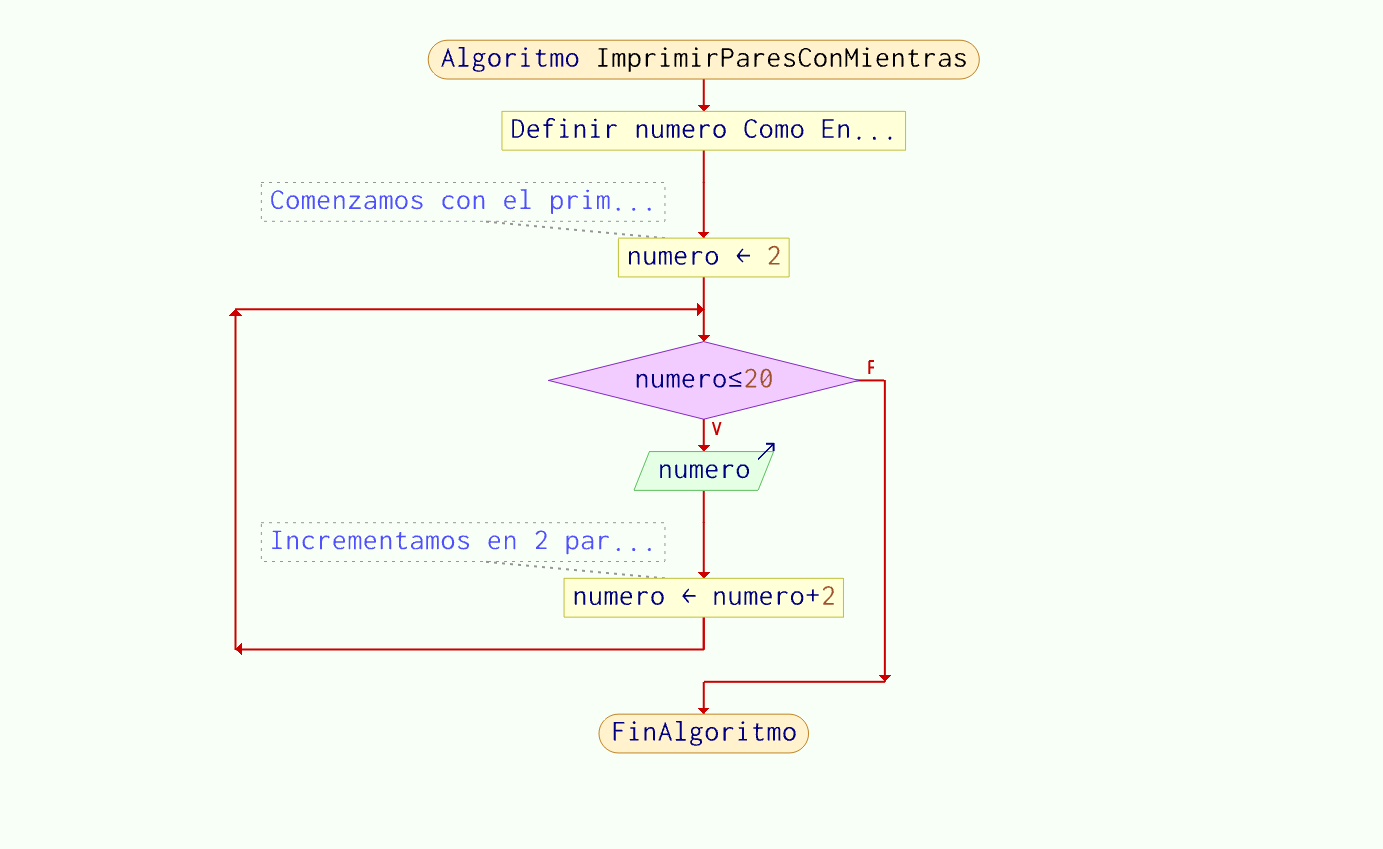 Algoritmo ImprimirParesConMientras
Definir numero Como En...
Comenzamos con el prim...
numero ← 2
numero≤20
F
V
numero
Incrementamos en 2 par...
numero ← numero+2
FinAlgoritmo